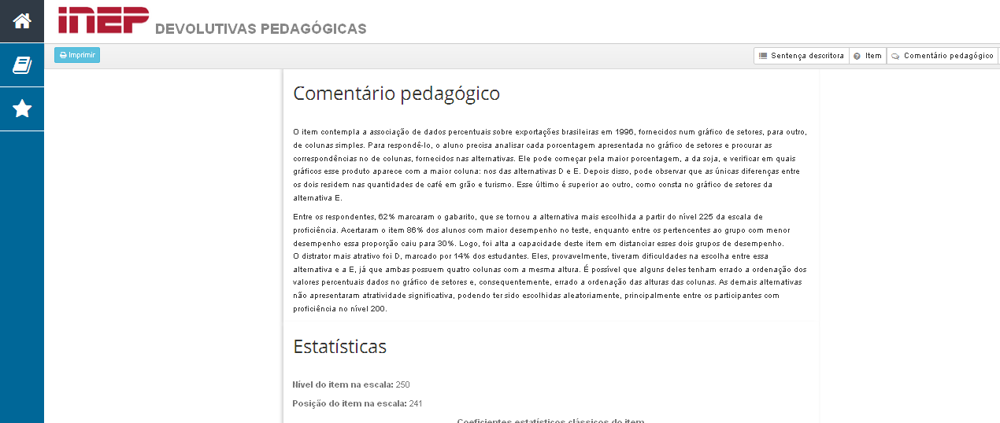 INEP DEVOLUTIVAS PEDAGÓGICAS
Imprimir
Sentença descritora
Item
Comentário pedagógico
Comentário pedagógico
O item contempla a associação de dados percentuais sobre exportações brasileiras em 1996, fornecidos num gráfico de setores, para outro,
de colunas simples. Para respondê-lo, o aluno precisa analisar cada porcentagem apresentada no gráfico de setores e procurar as
correspondências no de colunas, fornecidos nas alternativas. Ele pode começar pela maior porcentagem, a da soja, e verificar em quais
gráficos esse produto aparece com a maior coluna: nos das alternativas D e E. Depois disso, pode observar que as únicas diferenças entre
os dois residem nas quantidades de café em grão e turismo. Esse último é superior ao outro, como consta no gráfico de setores da
alternativa E.
Entre os respondentes, 62% marcaram o gabarito, que se tornou a alternativa mais escolhida a partir do nível 225 da escala de
proficiência. Acertaram o item 86% dos alunos com maior desempenho no teste, enquanto entre os pertencentes ao grupo com menor
desempenho essa proporção caiu para 30%. Logo, foi alta a capacidade deste item em distanciar esses dois grupos de desempenho.
O distrator mais atrativo foi D, marcado por 14% dos estudantes. Eles, provavelmente, tiveram dificuldades na escolha entre essa
alternativa e a E, já que ambas possuem quatro colunas com a mesma altura. É possível que alguns deles tenham errado a ordenação dos
valores percentuais dados no gráfico de setores e, consequentemente, errado a ordenação das alturas das colunas. As demais alternativas
não apresentaram atratividade significativa, podendo ter sido escolhidas aleatoriamente, principalmente entre os participantes com
proficiência no nível 200.
Estatísticas
Nível do item na escala: 250
Posição do item na escala: 241
Coeficientes estatísticos clássicos do item